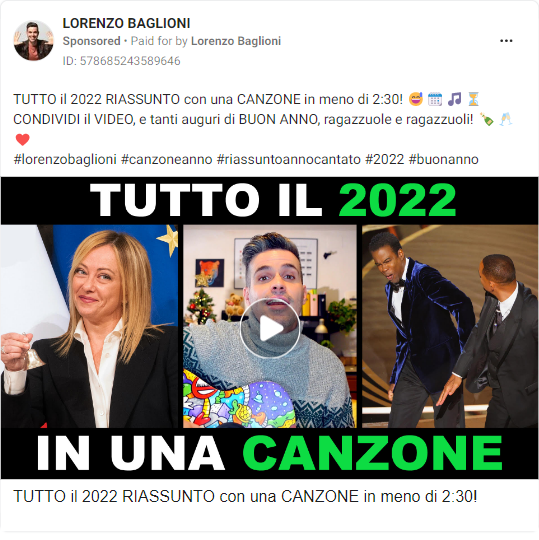 LORENZO BAGLIONI
Sponsored • Paid for by Lorenzo Baglioni
ID: 578685243589646
TUTTO il 2022 RIASSUNTO con una CANZONE in meno di 2:30! 😅 🗓️ 🎵 ⏳
CONDIVIDI il VIDEO, e tanti auguri di BUON ANNO, ragazzuole e ragazzuoli! 🍾 🥂
❤️
#lorenzobaglioni #canzoneanno #riassuntoannocantato #2022 #buonanno
TUTTO IL 2022
IN UNA CANZONE
TUTTO il 2022 RIASSUNTO con una CANZONE in meno di 2:30!